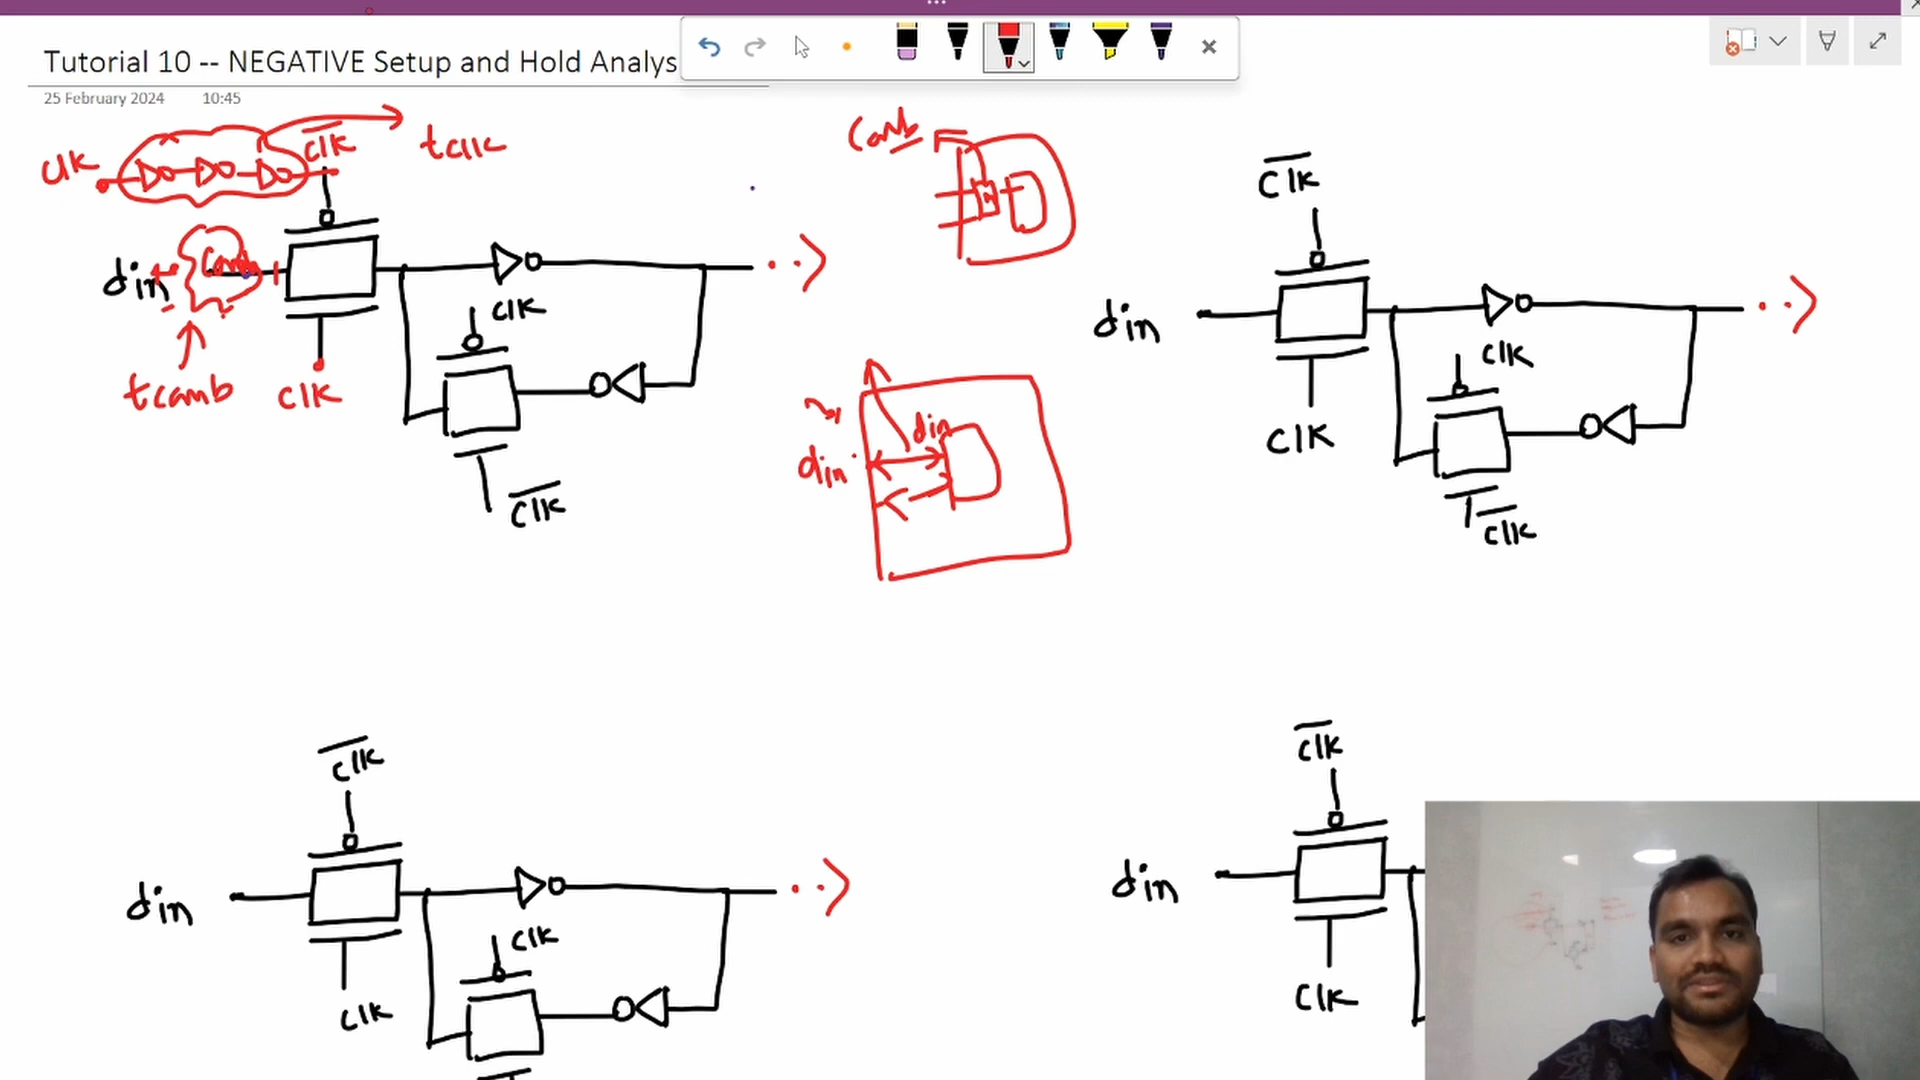 Tutorial 10 -- NEGATIVE Setup and Hold Analys
25 February 2024 10:45
clk
clk
tclk
Comb
clk
din
Comb
clk
din
clk
din
din
clk
tcomb
clk
clk
clk
clk
clk
clk
din
clk
clk
din
clk
clk